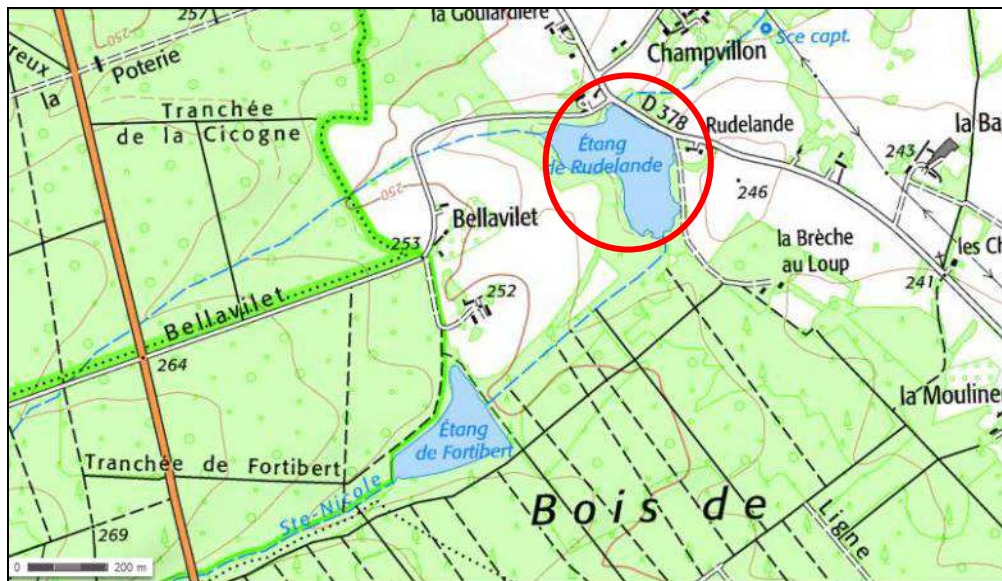 257
250
la Goulardière
Sce capt.
Champvillon
reux
la
Poterie
Tranchée
de la Cicogne
D 378
Rudelande
la Ba
Étang
de Rudelande
243
250
246
Bellavilet
253
la Brèche
au Loup
les Ch
241
252
Bellavilet
264
la Mouline
Étang
de Fortibert
Tranchée de Fortibert
Ste-Nicole
Bois de
Ligne
269
0 200 m